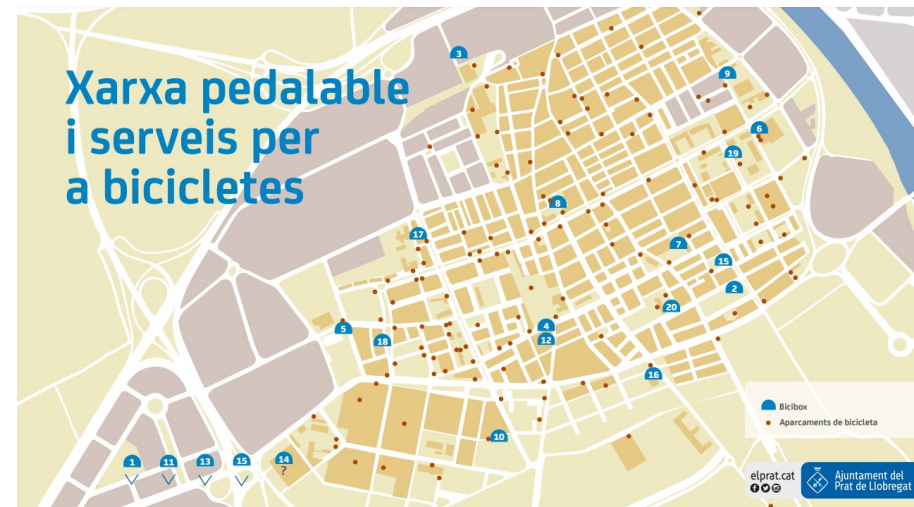 Xarxa pedalable
i serveis per
a bicicletes
3
9
6
19
8
17
7
15
2
20
5
4
18
12
16
10
14
?
1
11
13
15
Bicibox
Aparcaments de bicicleta
elprat.cat
Ajuntament del
Prat de Llobregat